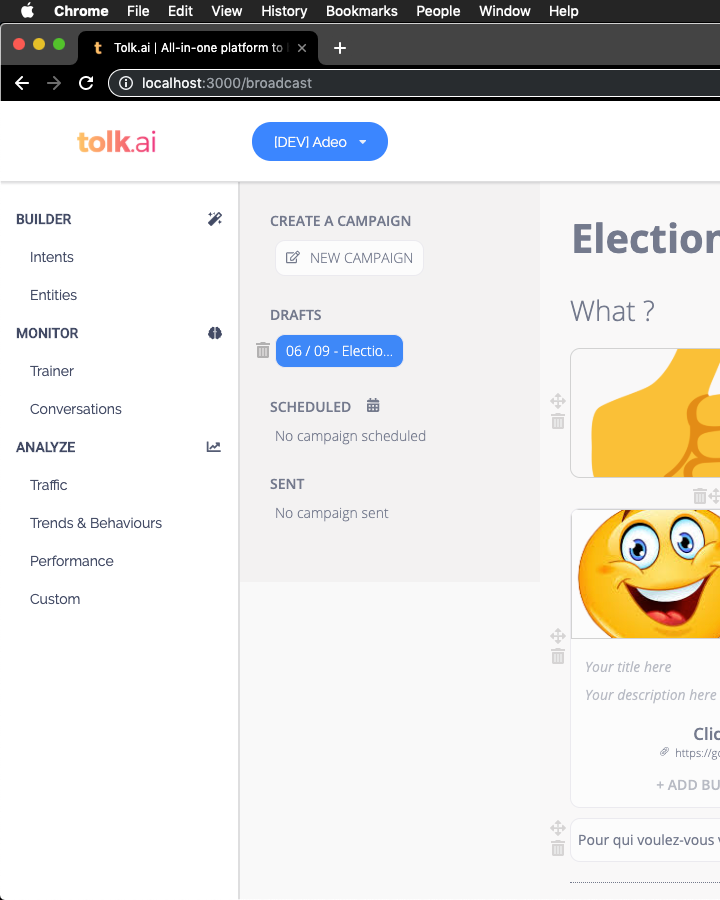 Chrome File Edit View History Bookmarks People Window Help
Tolk.ai | All-in-one platform to
localhost:3000/broadcast
tolk.ai
[DEV] Adeo
BUILDER
Intents
Entities
MONITOR
Trainer
Conversations
ANALYZE
Traffic
Trends & Behaviours
Performance
Custom
CREATE A CAMPAIGN
NEW CAMPAIGN
DRAFTS
06 / 09 - Electio...
SCHEDULED
No campaign scheduled
SENT
No campaign sent
Election
What ?
Your title here
Your description here
Clic
https://go
+ ADD BU
Pour qui voulez-vous v